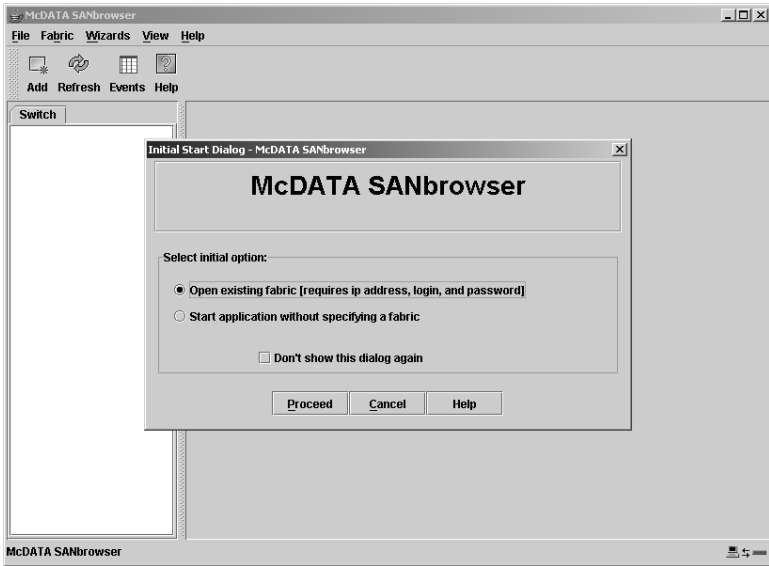 McDATA SANbrowser
File Fabric Wizards View Help
Add Refresh Events Help
Switch
Initial Start Dialog - McDATA SANbrowser
McDATA SANbrowser
Select initial option:
Open existing fabric [requires ip address, login, and password]
Start application without specifying a fabric
Don't show this dialog again
Proceed Cancel Help
McDATA SANbrowser